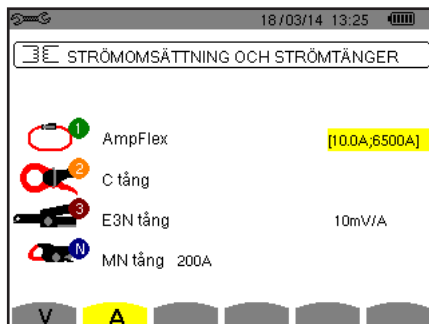 18/03/14 13:25
STRÖMOMSÄTTNING OCH STRÖMTÄNGER
1 AmpFlex [10.0A;6500A]
2 C tång
3 E3N tång 10mV/A
N MN tång 200A
V A